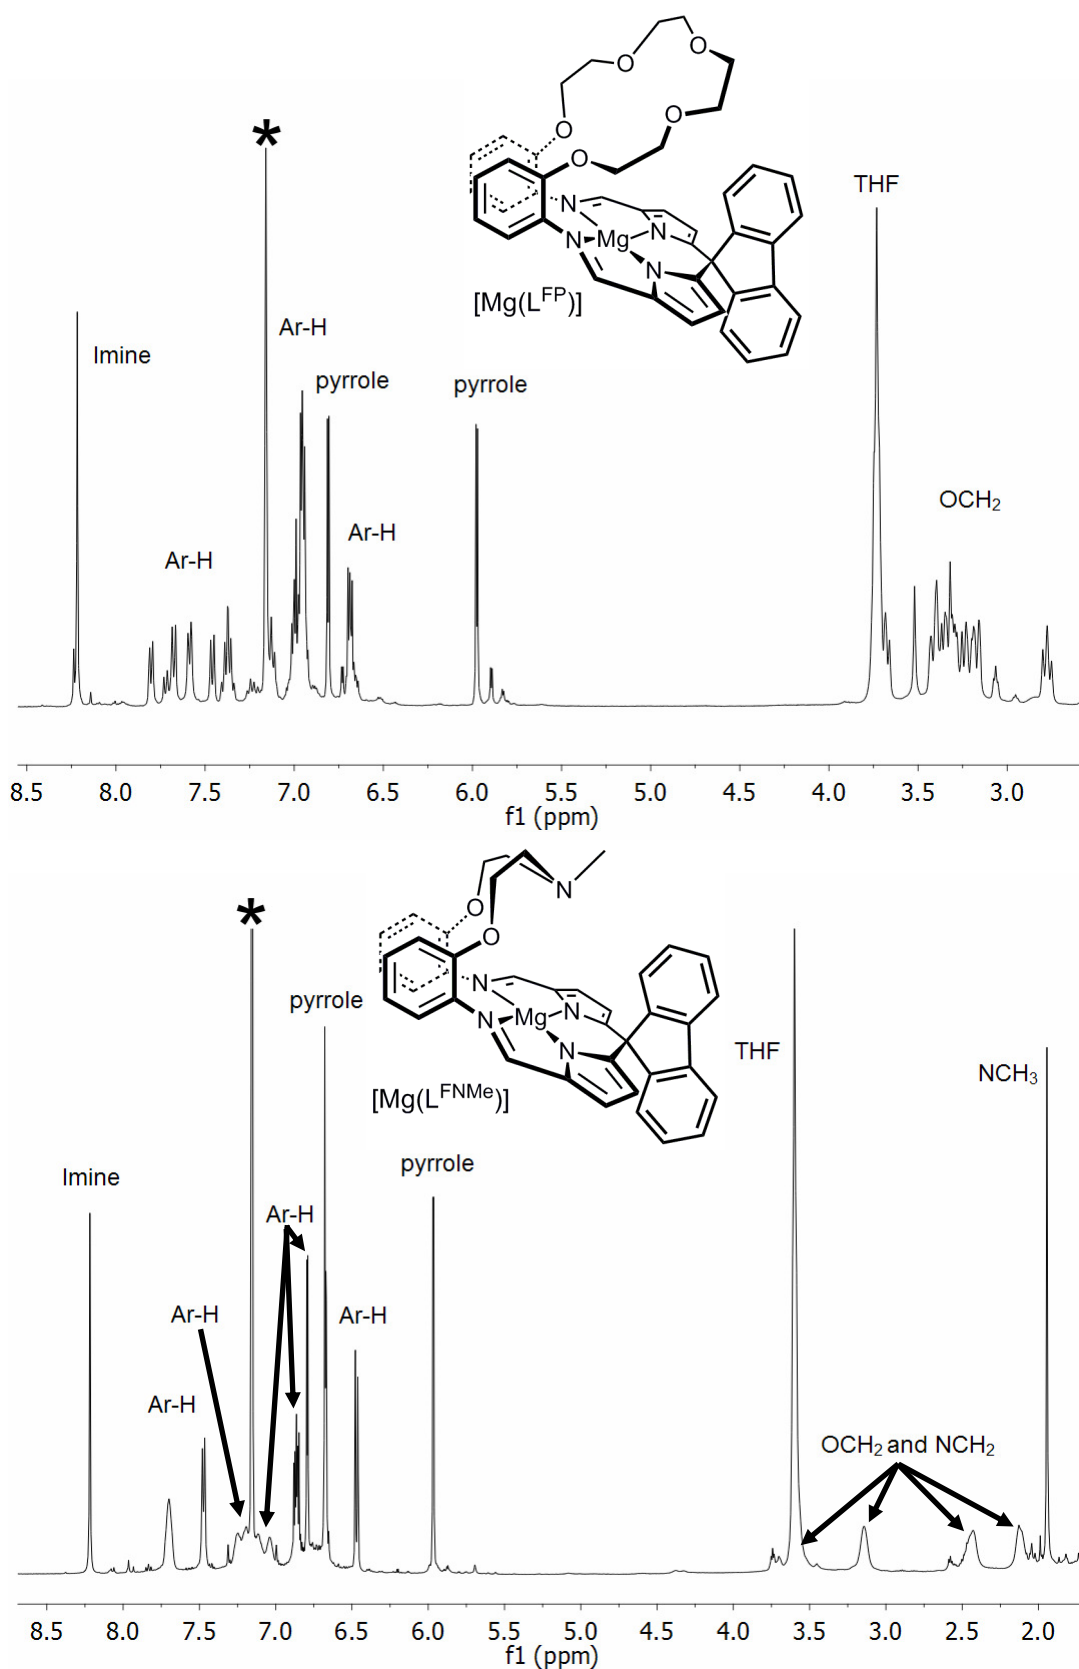 O
O
O
O
O
THF
N
N
Mg
N
N
[Mg(L^FP)]
Ar-H
Imine
pyrrole
pyrrole
OCH₂
Ar-H
Ar-H
*
8.5 8.0 7.5 7.0 6.5 6.0 5.5 5.0 4.5 4.0 3.5 3.0
f1 (ppm)
N
O
O
*
N
N
Mg
N
N
pyrrole
THF
NCH₃
[Mg(L^FNMe)]
pyrrole
Imine
Ar-H
Ar-H
Ar-H
Ar-H
OCH₂ and NCH₂
8.5 8.0 7.5 7.0 6.5 6.0 5.5 5.0 4.5 4.0 3.5 3.0 2.5 2.0
f1 (ppm)